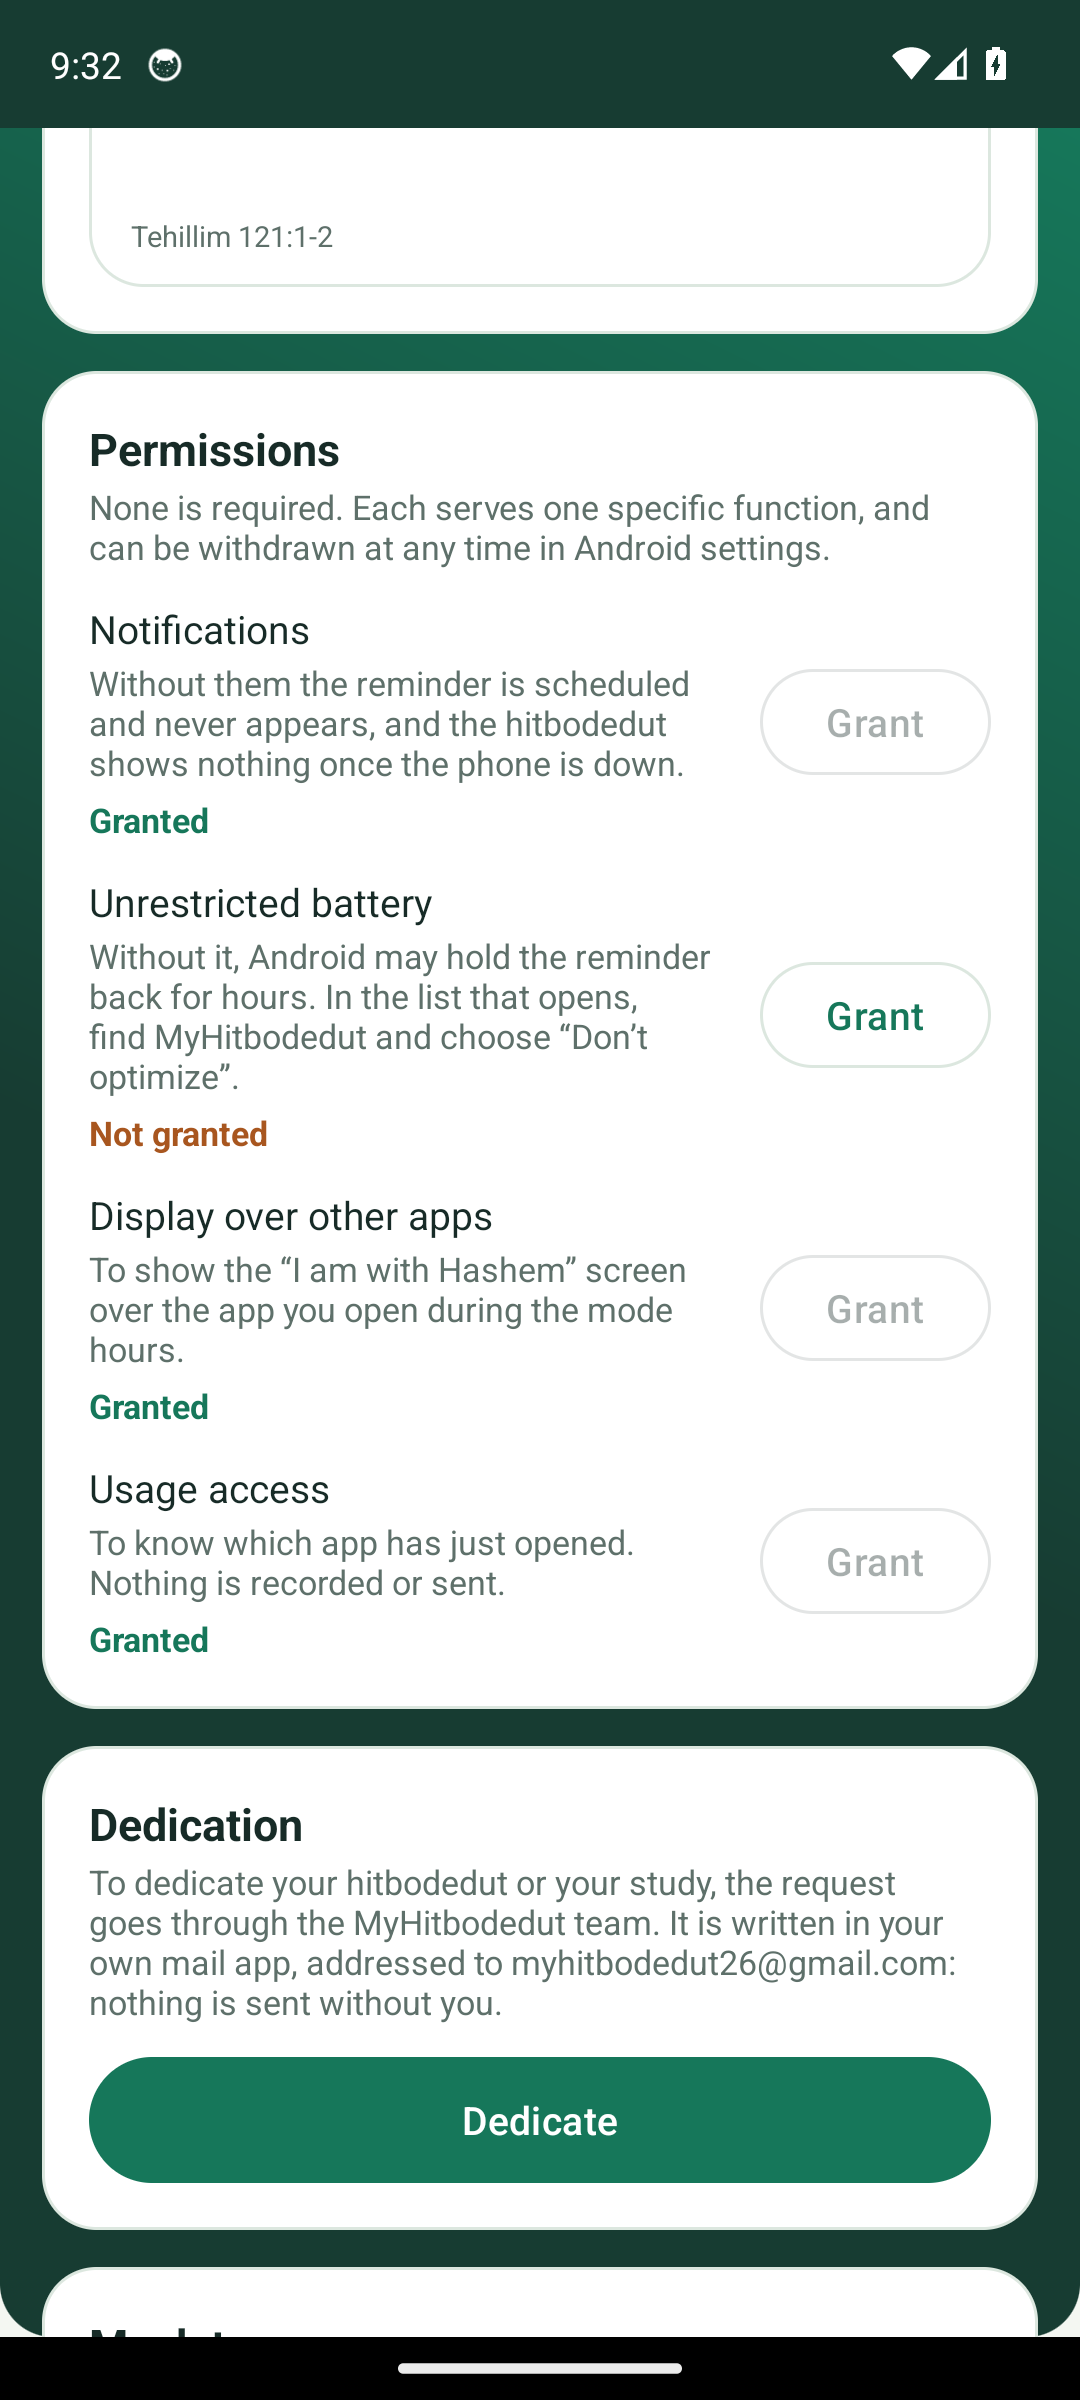 9:32
Tehillim 121:1-2
Permissions
None is required. Each serves one specific function, and
can be withdrawn at any time in Android settings.
Notifications
Without them the reminder is scheduled
and never appears, and the hitbodedut
shows nothing once the phone is down.
Grant
Granted
Unrestricted battery
Without it, Android may hold the reminder
back for hours. In the list that opens,
find MyHitbodedut and choose “Don’t
optimize”.
Grant
Not granted
Display over other apps
To show the “I am with Hashem” screen
over the app you open during the mode
hours.
Grant
Granted
Usage access
To know which app has just opened.
Nothing is recorded or sent.
Grant
Granted
Dedication
To dedicate your hitbodedut or your study, the request
goes through the MyHitbodedut team. It is written in your
own mail app, addressed to myhitbodedut26@gmail.com:
nothing is sent without you.
Dedicate